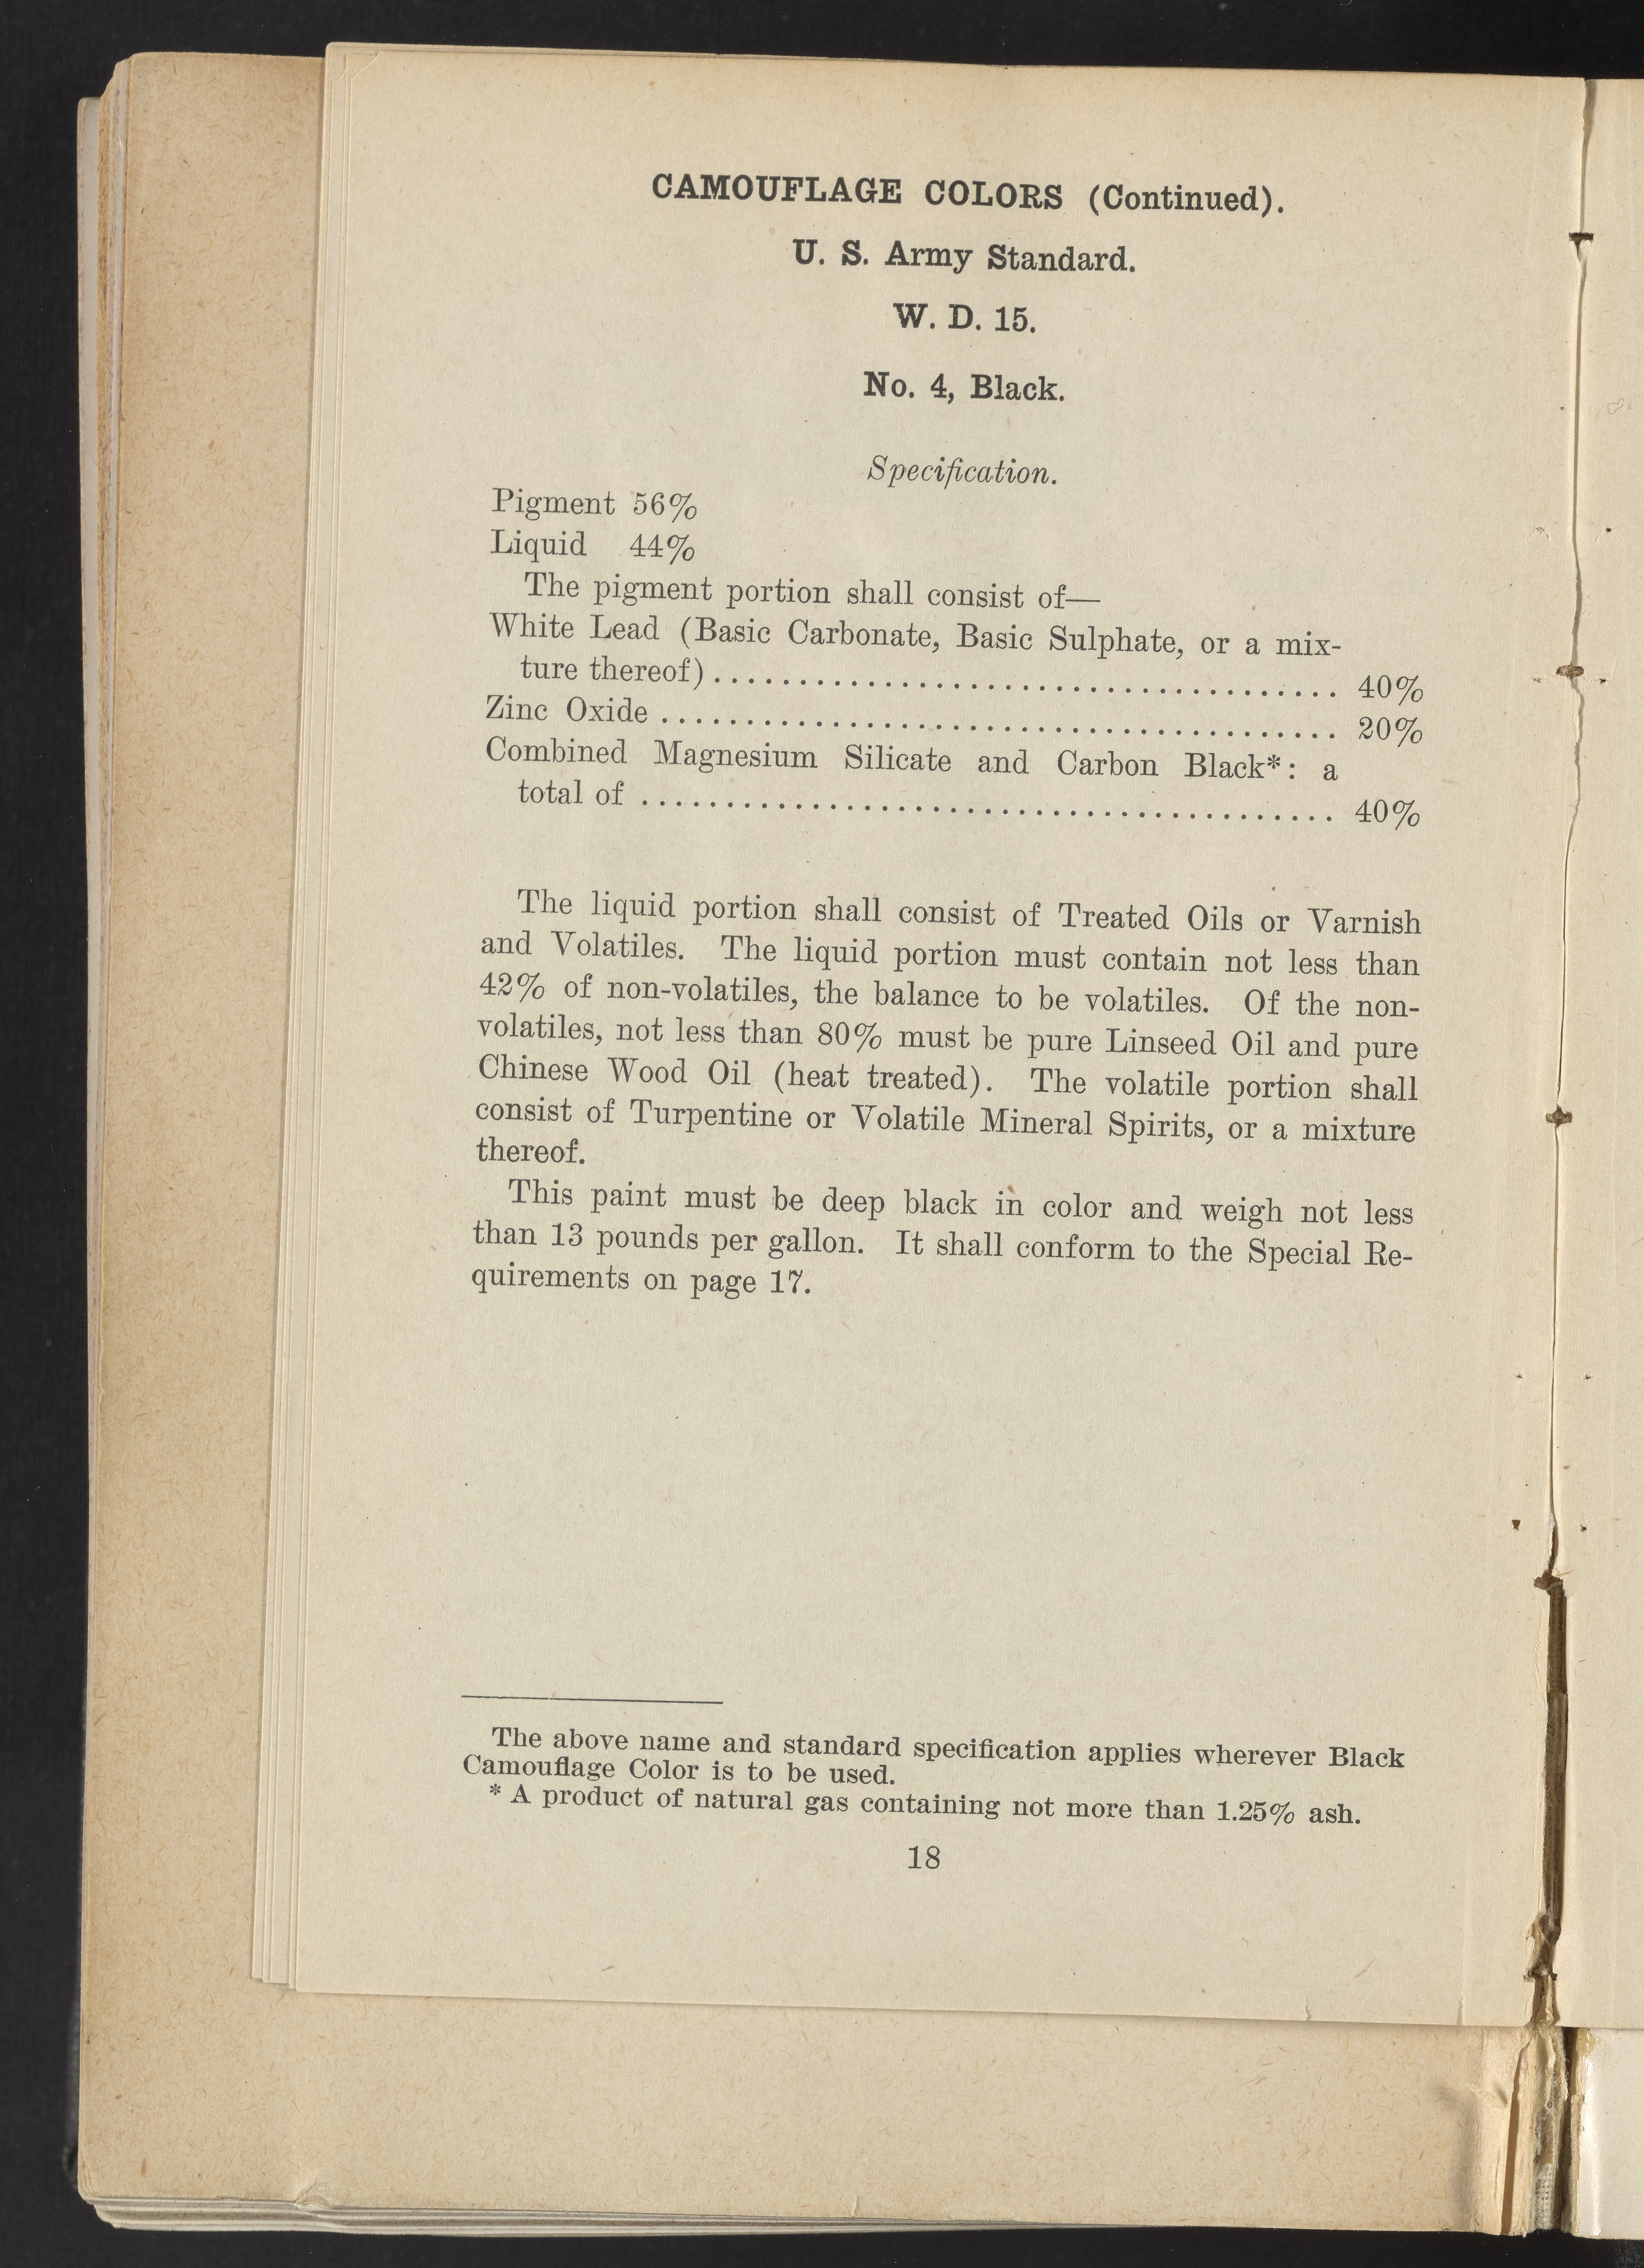 CAMOUFLAGE COLORS (Continued).
U. S. Army Standard.
W. D. 15.
No. 4, Black.
Specification.
Pigment 56%
Liquid 44%
The pigment portion shall consist of—
White Lead (Basic Carbonate, Basic Sulphate, or a mix-
ture thereof)...................................... 40%
Zinc Oxide ........................................ 20%
Combined Magnesium Silicate and Carbon Black*: a
total of .......................................... 40%
The liquid portion shall consist of Treated Oils or Varnish
and Volatiles. The liquid portion must contain not less than
42% of non-volatiles, the balance to be volatiles. Of the non-
volatiles, not less than 80% must be pure Linseed Oil and pure
Chinese Wood Oil (heat treated). The volatile portion shall
consist of Turpentine or Volatile Mineral Spirits, or a mixture
thereof.
This paint must be deep black in color and weigh not less
than 13 pounds per gallon. It shall conform to the Special Re-
quirements on page 17.
The above name and standard specification applies wherever Black
Camouflage Color is to be used.
* A product of natural gas containing not more than 1.25% ash.
18